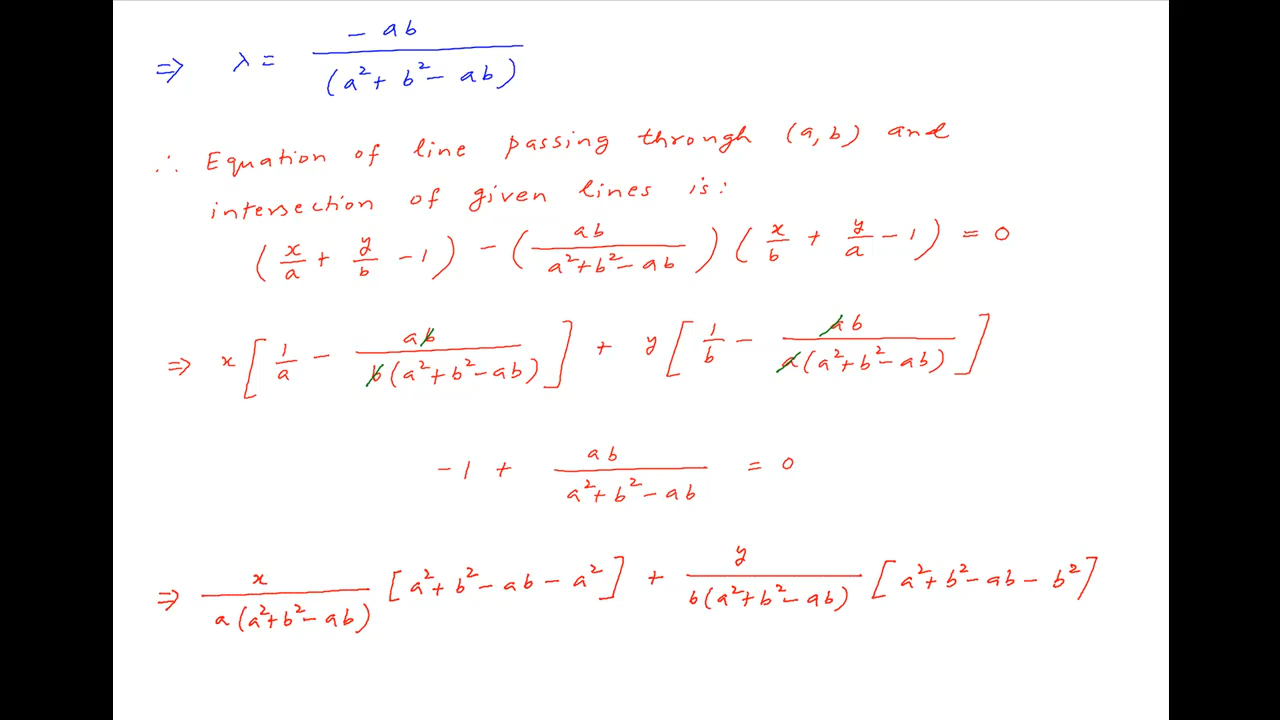 ⇒ λ = - ab / (a² + b² - ab)
∴ Equation of line passing through (a, b) and
intersection of given lines is:
(x/a + y/b - 1) - (ab / a² + b² - ab) (x/b + y/a - 1) = 0
⇒ x [1/a - ab / b(a² + b² - ab)] + y [1/b - ab / a(a² + b² - ab)]
-1 + ab / a² + b² - ab = 0
⇒ x / a(a² + b² - ab) [a² + b² - ab - a²] + y / b(a² + b² - ab) [a² + b² - ab - b²]